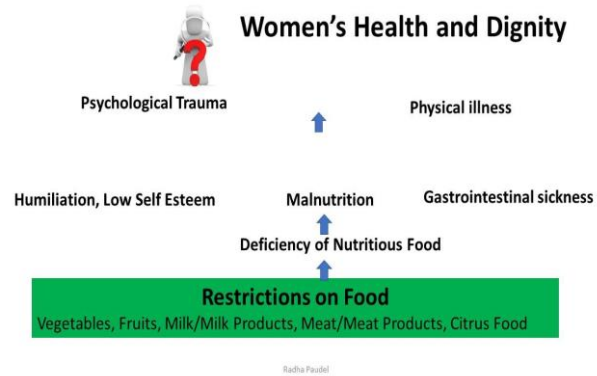 Women’s Health and Dignity
?
Psychological Trauma
Physical illness
Humiliation, Low Self Esteem
Malnutrition
Gastrointestinal sickness
Deficiency of Nutritious Food
Restrictions on Food
Vegetables, Fruits, Milk/Milk Products, Meat/Meat Products, Citrus Food
Radha Paudel